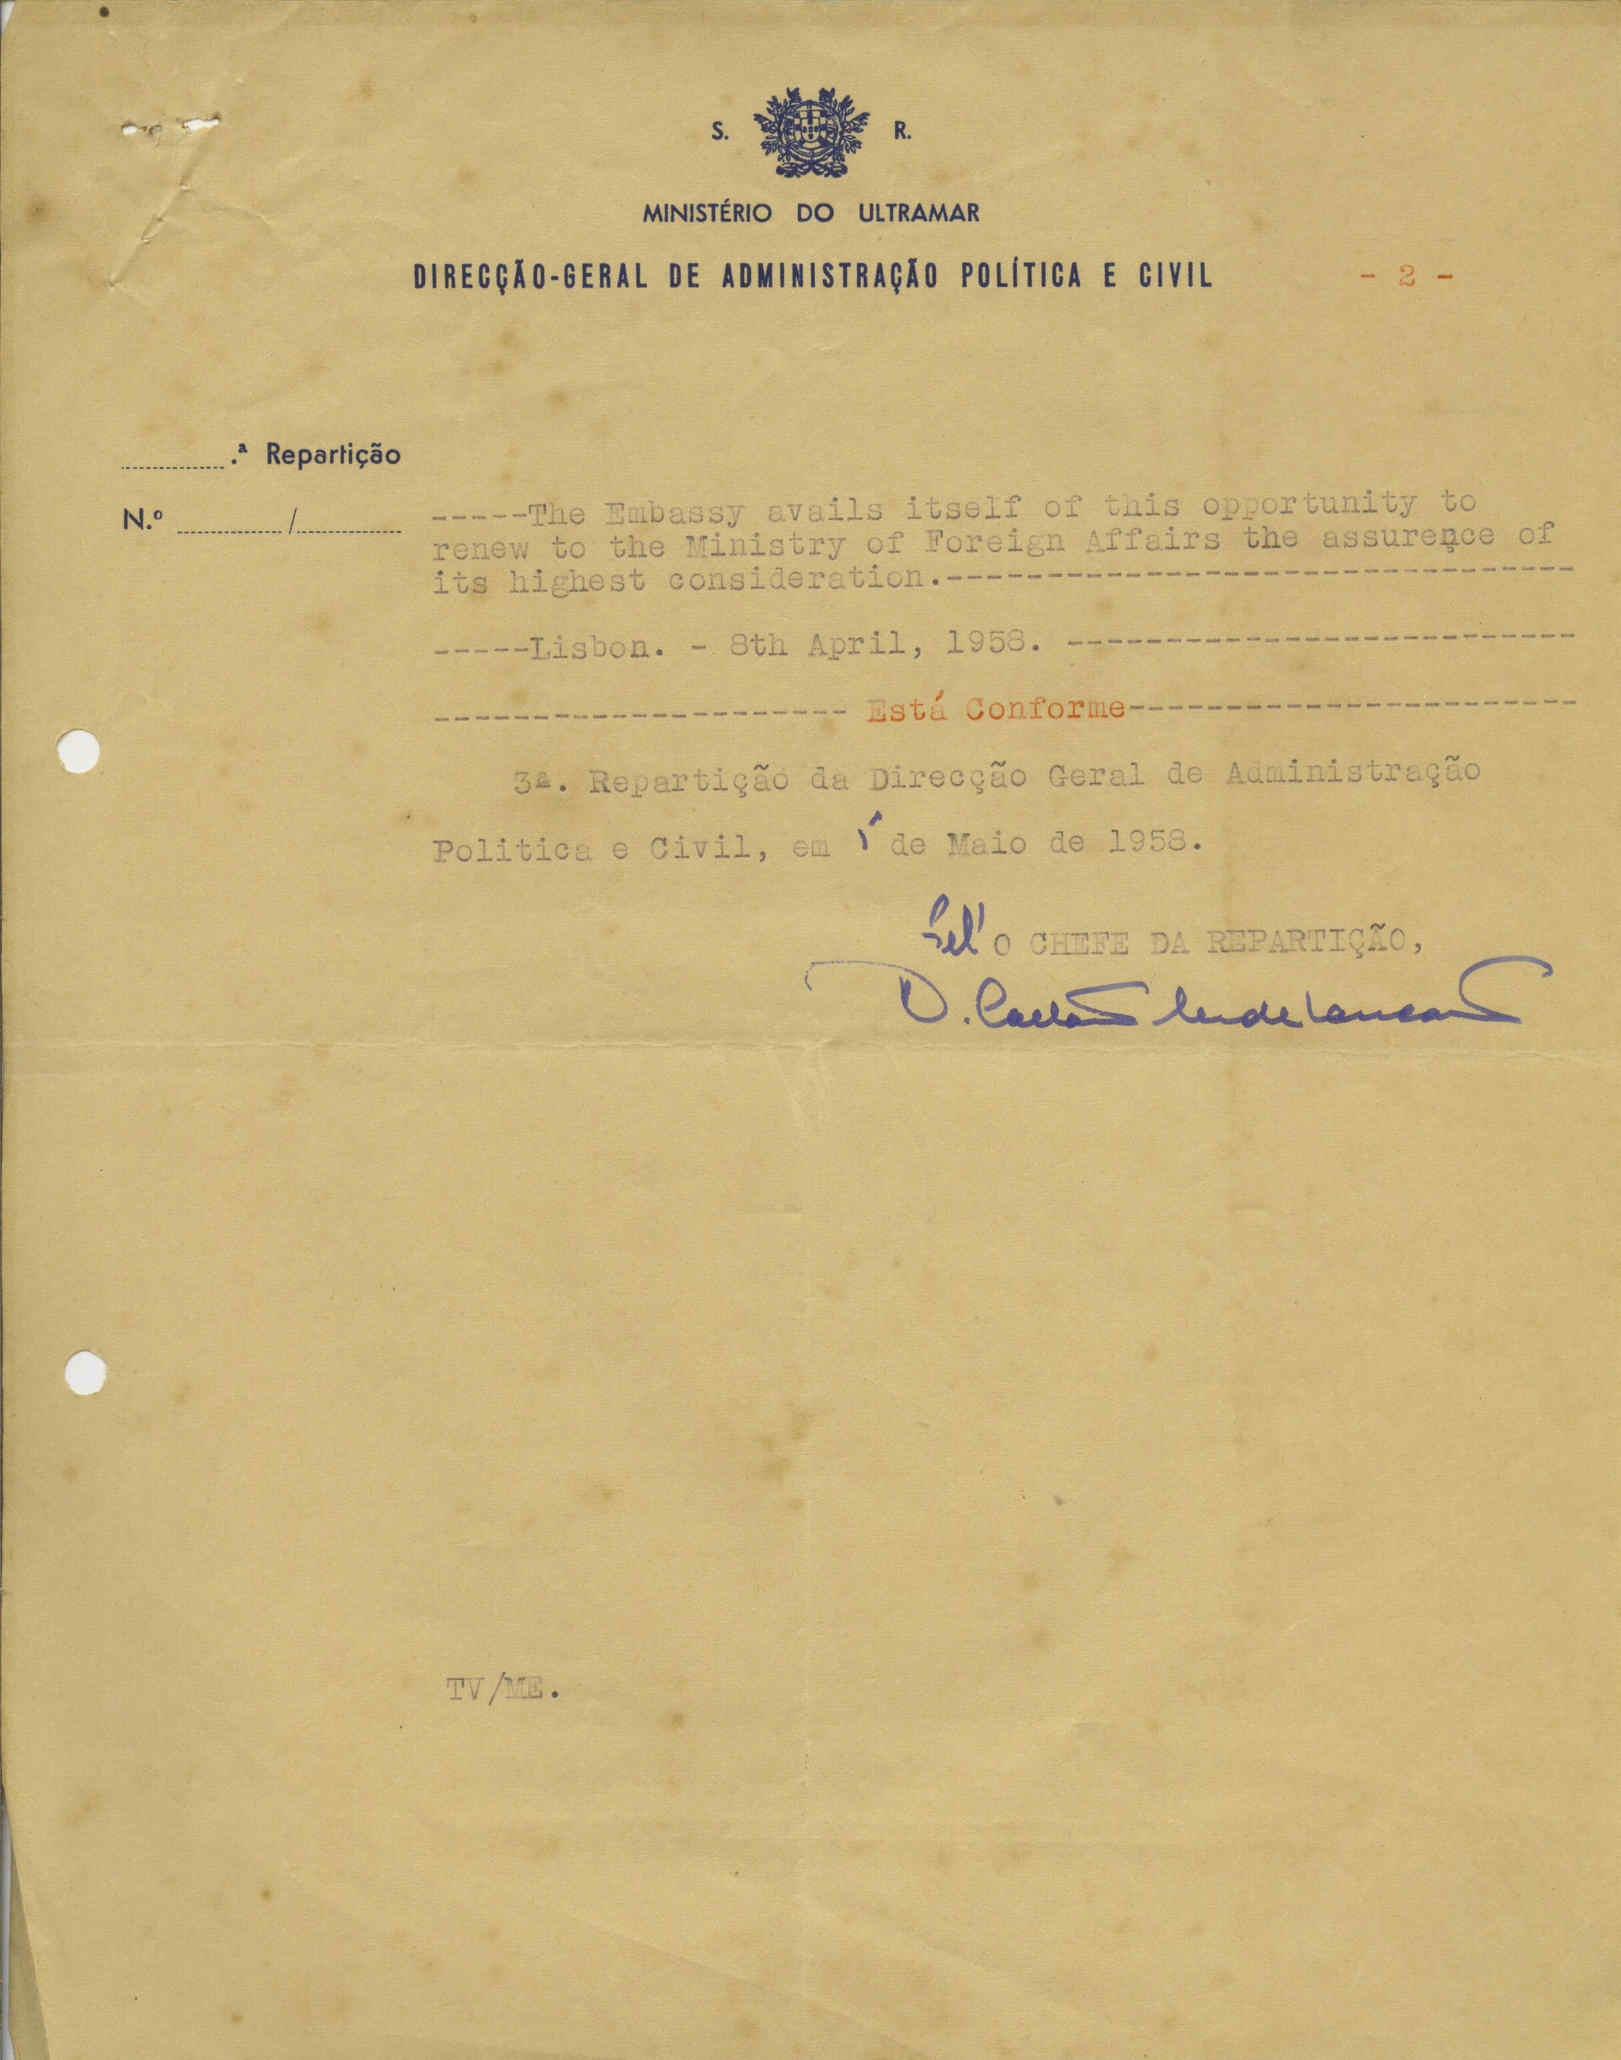 S. R.
MINISTÉRIO DO ULTRAMAR
DIRECÇÃO-GERAL DE ADMINISTRAÇÃO POLÍTICA E CIVIL - 2 -
.ª Repartição
N.º /
-----The Embassy avails itself of this opportunity to
renew to the Ministry of Foreign Affairs the assurence of
its highest consideration.--------------------------------
-----Lisbon. - 8th April, 1958. --------------------------
--------------------- Está Conforme-----------------------
3ª. Repartição da Direcção Geral de Administração
Politica e Civil, em 5 de Maio de 1958.
Pel' O CHEFE DA REPARTIÇÃO,
D.
TV/ME.